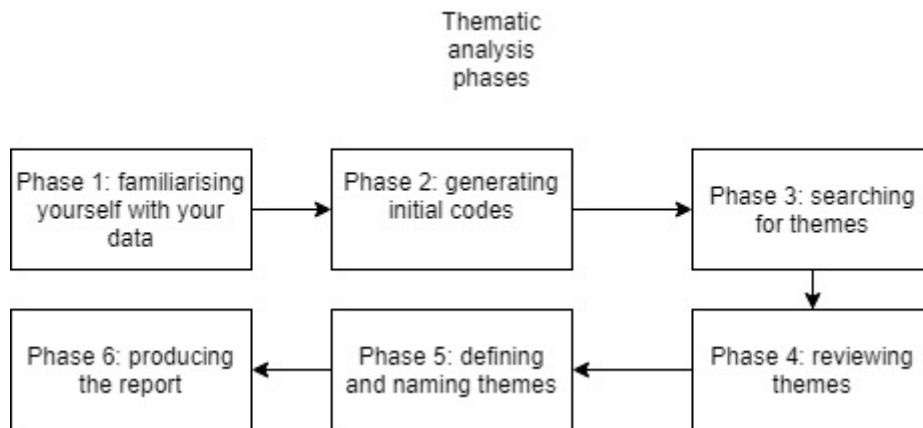 Thematic
analysis
phases
Phase 1: familiarising
yourself with your
data
Phase 2: generating
initial codes
Phase 3: searching
for themes
Phase 4: reviewing
themes
Phase 5: defining
and naming themes
Phase 6: producing
the report